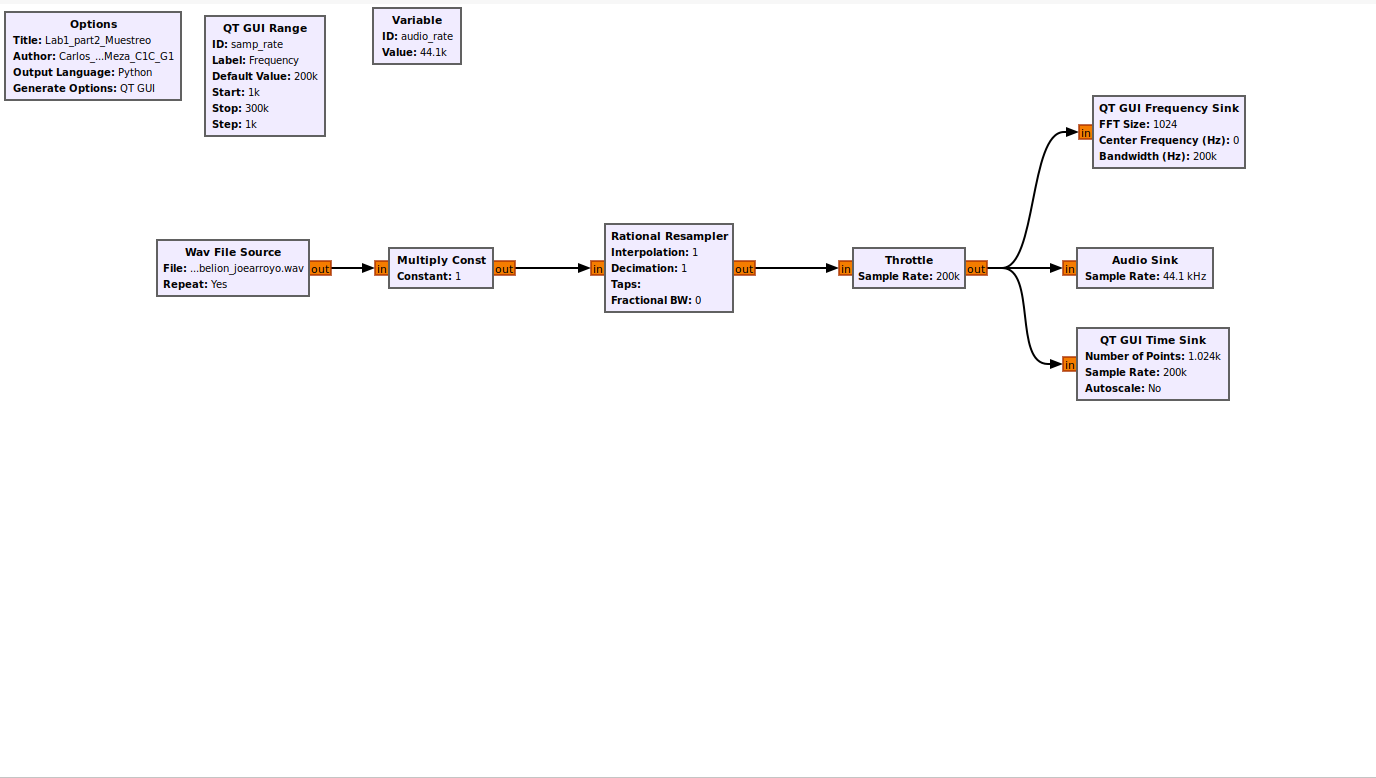 Options
Title: Lab1_part2_Muestreo
Author: Carlos_...Meza_C1C_G1
Output Language: Python
Generate Options: QT GUI
QT GUI Range
ID: samp_rate
Label: Frequency
Default Value: 200k
Start: 1k
Stop: 300k
Step: 1k
Variable
ID: audio_rate
Value: 44.1k
Wav File Source
File: ...belion_joearroyo.wav
Repeat: Yes
out
in
Multiply Const
Constant: 1
out
in
Rational Resampler
Interpolation: 1
Decimation: 1
Taps:
Fractional BW: 0
out
in
Throttle
Sample Rate: 200k
out
in
QT GUI Frequency Sink
FFT Size: 1024
Center Frequency (Hz): 0
Bandwidth (Hz): 200k
in
Audio Sink
Sample Rate: 44.1 kHz
in
QT GUI Time Sink
Number of Points: 1.024k
Sample Rate: 200k
Autoscale: No